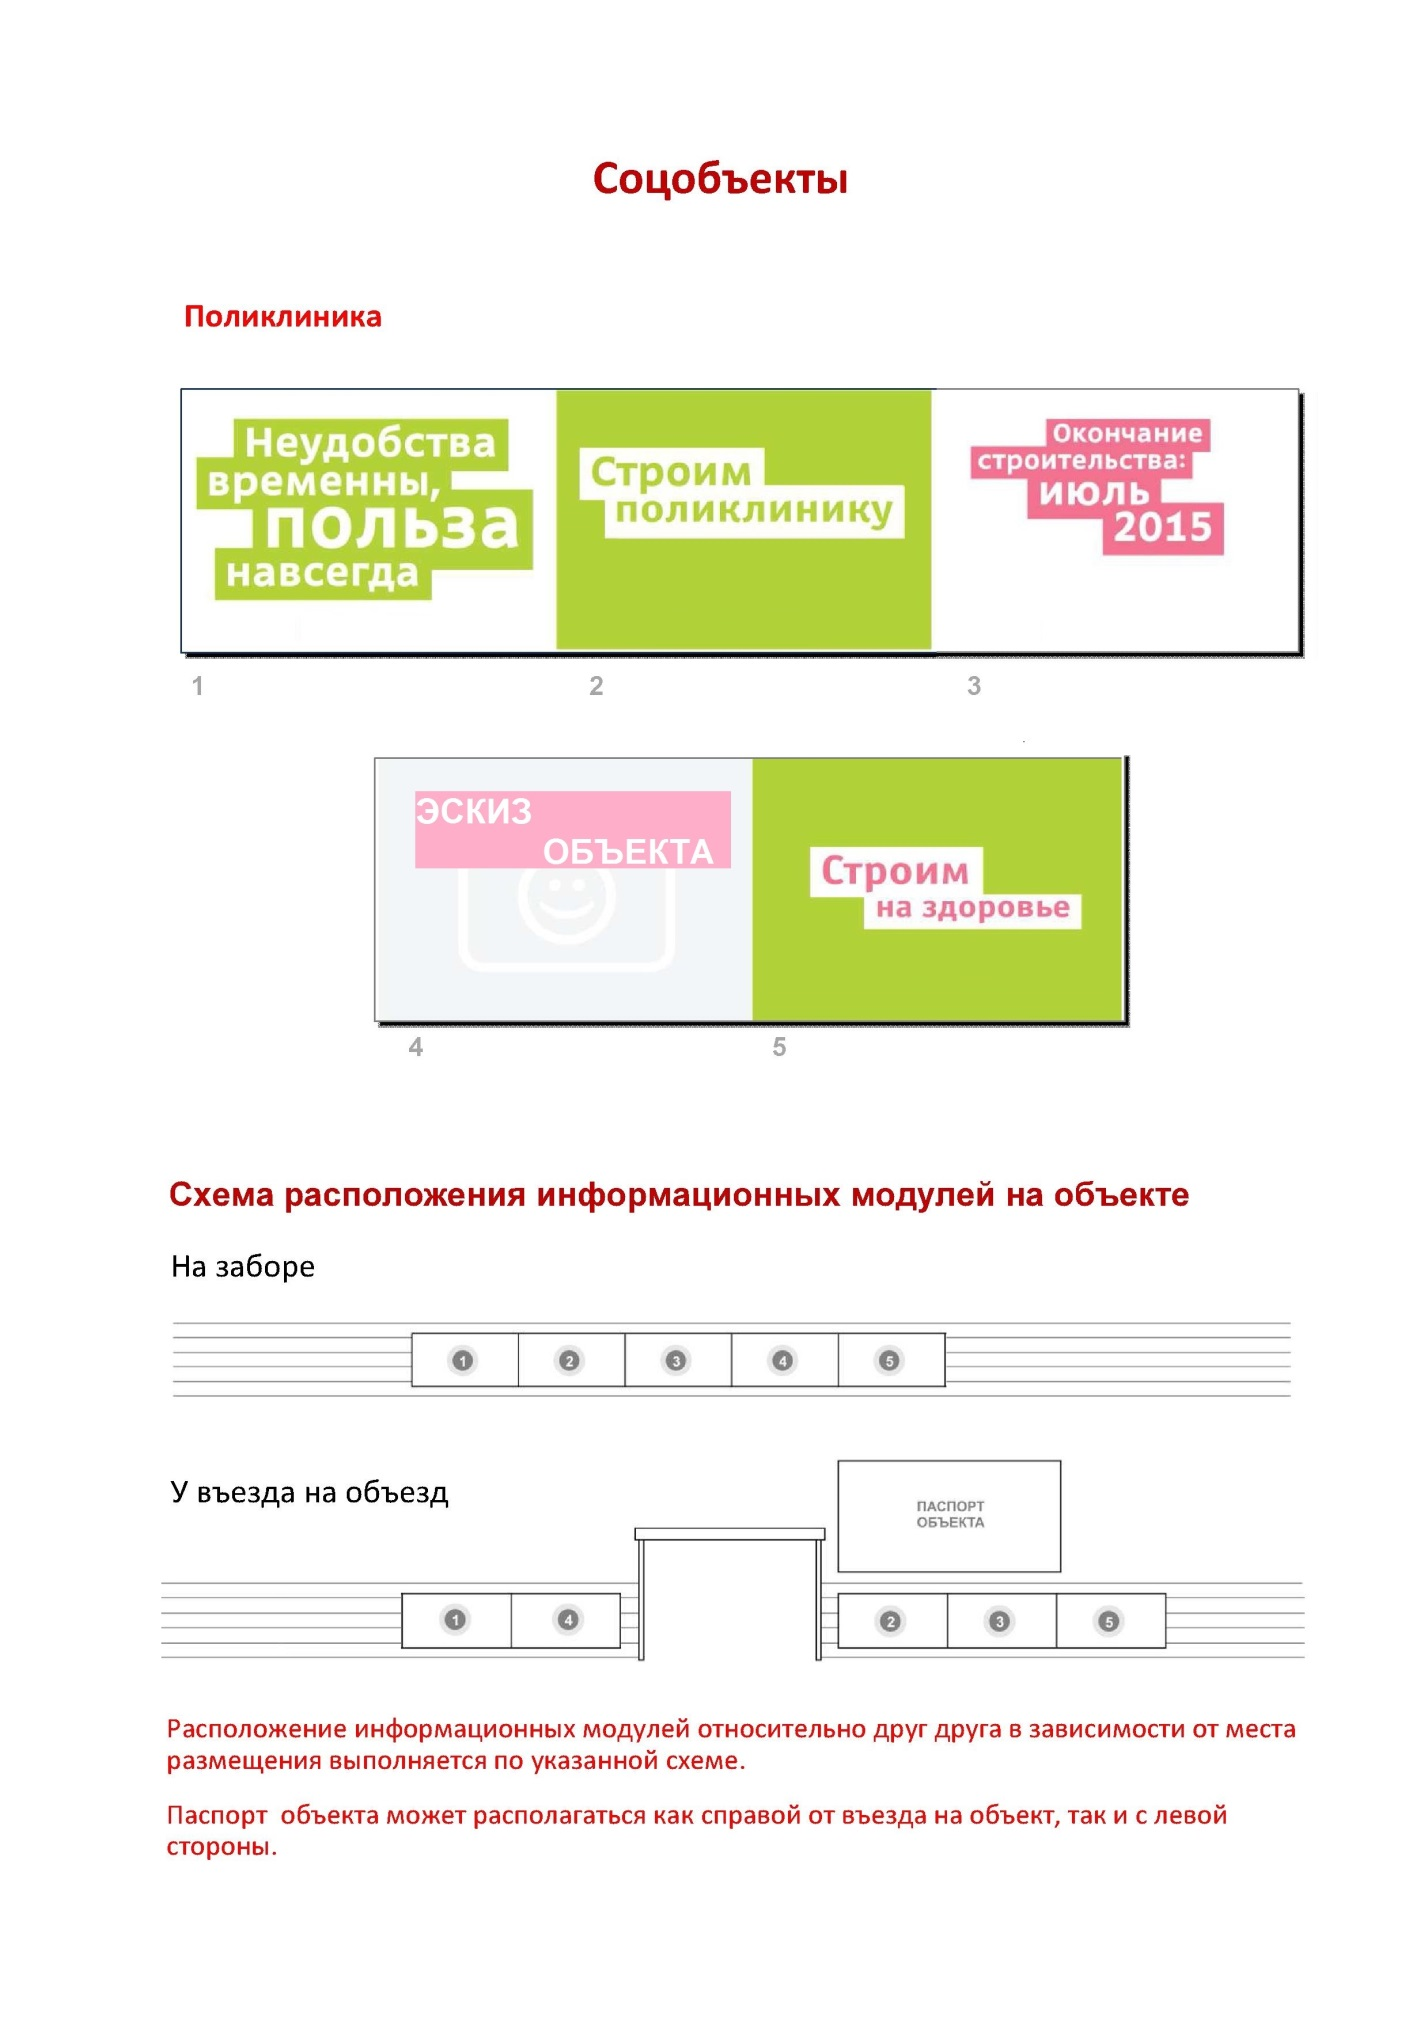 Соцобъекты
Поликлиника
Неудобства
временны,
польза
навсегда
Строим
поликлинику
Окончание
строительства:
июль
2015
1
2
3
ЭСКИЗ
ОБЪЕКТА
Строим
на здоровье
4
5
Схема расположения информационных модулей на объекте
На заборе
1
2
3
4
5
У въезда на объезд
ПАСПОРТ
ОБЪЕКТА
1
4
2
3
5
Расположение информационных модулей относительно друг друга в зависимости от места
размещения выполняется по указанной схеме.
Паспорт  объекта может располагаться как справой от въезда на объект, так и с левой
стороны.